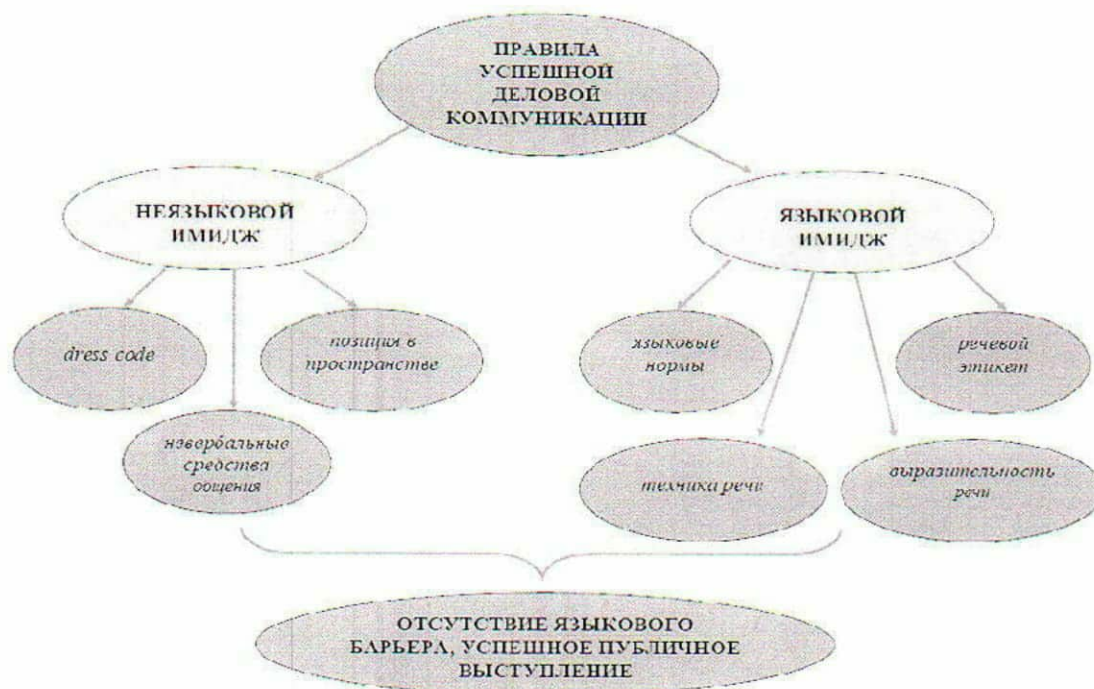 ПРАВИЛА
УСПЕШНОЙ
ДЕЛОВОЙ
КОММУНИКАЦИИ
НЕЯЗЫКОВОЙ
ИМИДЖ
ЯЗЫКОВОЙ
ИМИДЖ
dress code
позиция в
пространстве
языковые
нормы
речевой
этикет
невербальные
средства
общения
техника речи
выразительность
речи
ОТСУТСТВИЕ ЯЗЫКОВОГО
БАРЬЕРА, УСПЕШНОЕ ПУБЛИЧНОЕ
ВЫСТУПЛЕНИЕ